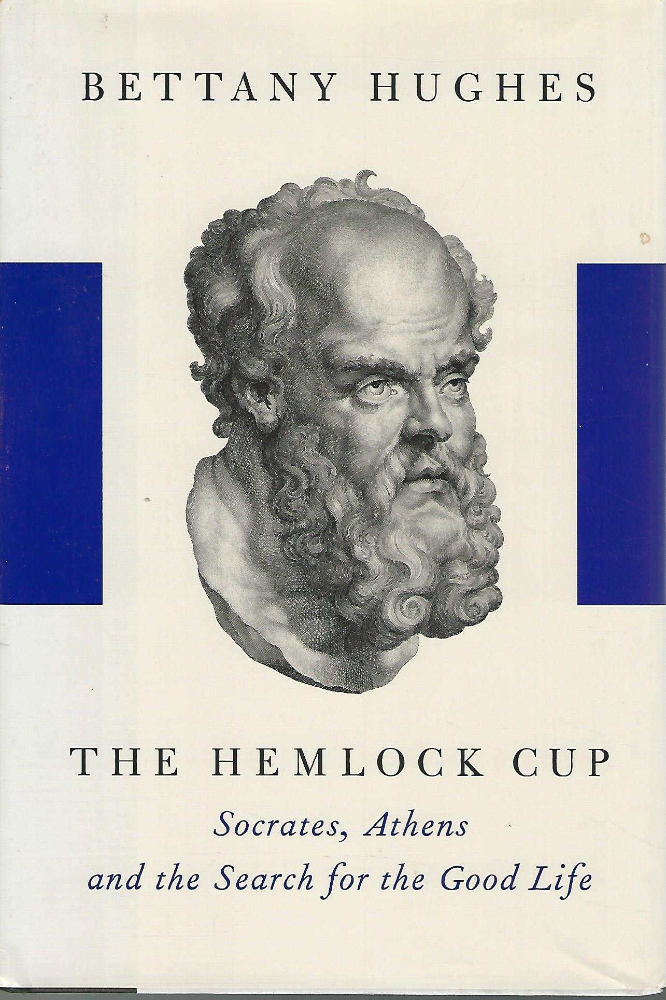 BETTANY HUGHES
THE HEMLOCK CUP
Socrates, Athens
and the Search for the Good Life